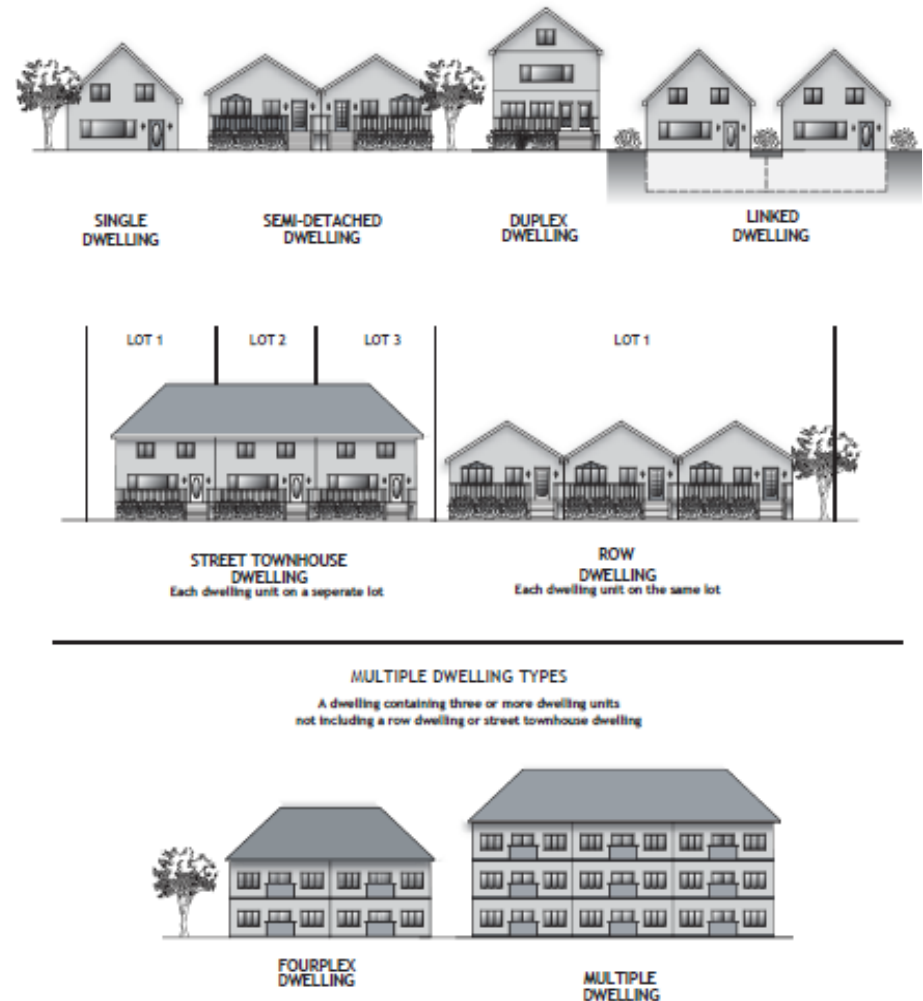 SINGLE
DWELLING
SEMI-DETACHED
DWELLING
DUPLEX
DWELLING
LINKED
DWELLING
LOT 1
LOT 2
LOT 3
LOT 1
STREET TOWNHOUSE
DWELLING
Each dwelling unit on a seperate lot
ROW
DWELLING
Each dwelling unit on the same lot
MULTIPLE DWELLING TYPES
A dwelling containing three or more dwelling units
not including a row dwelling or street townhouse dwelling
FOURPLEX
DWELLING
MULTIPLE
DWELLING